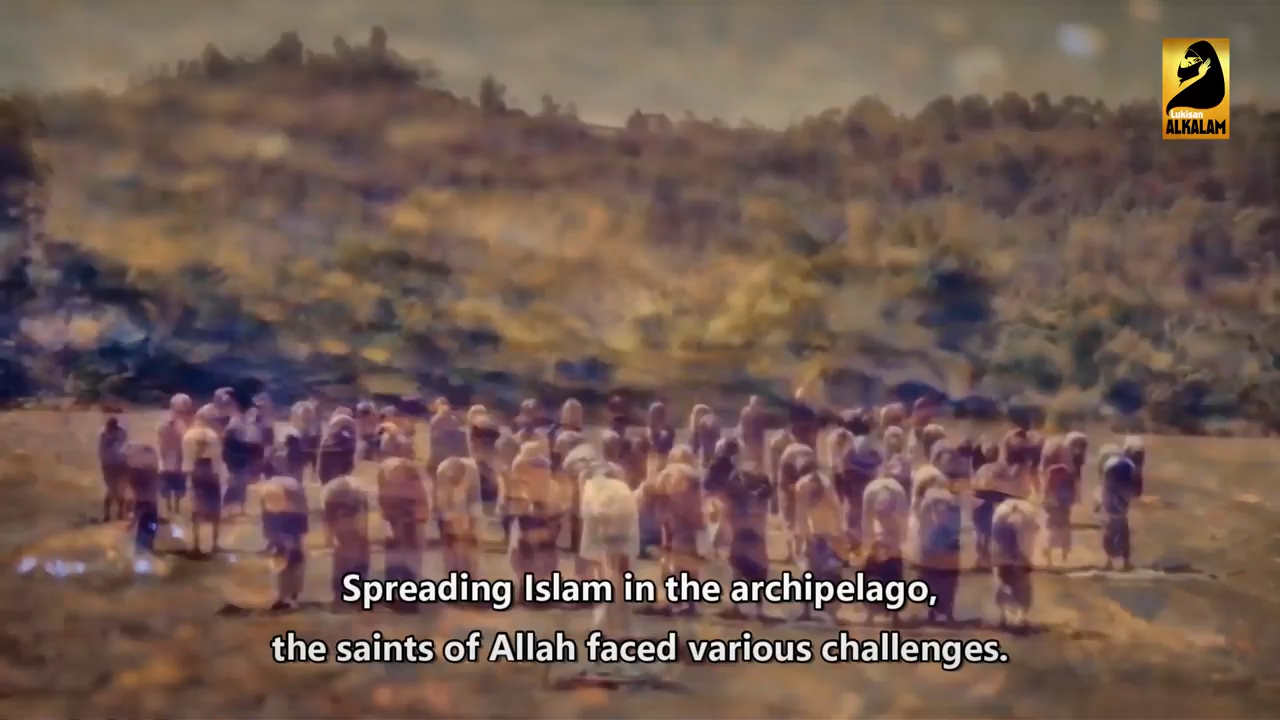 Lukisan
ALKALAM
Spreading Islam in the archipelago,
the saints of Allah faced various challenges.